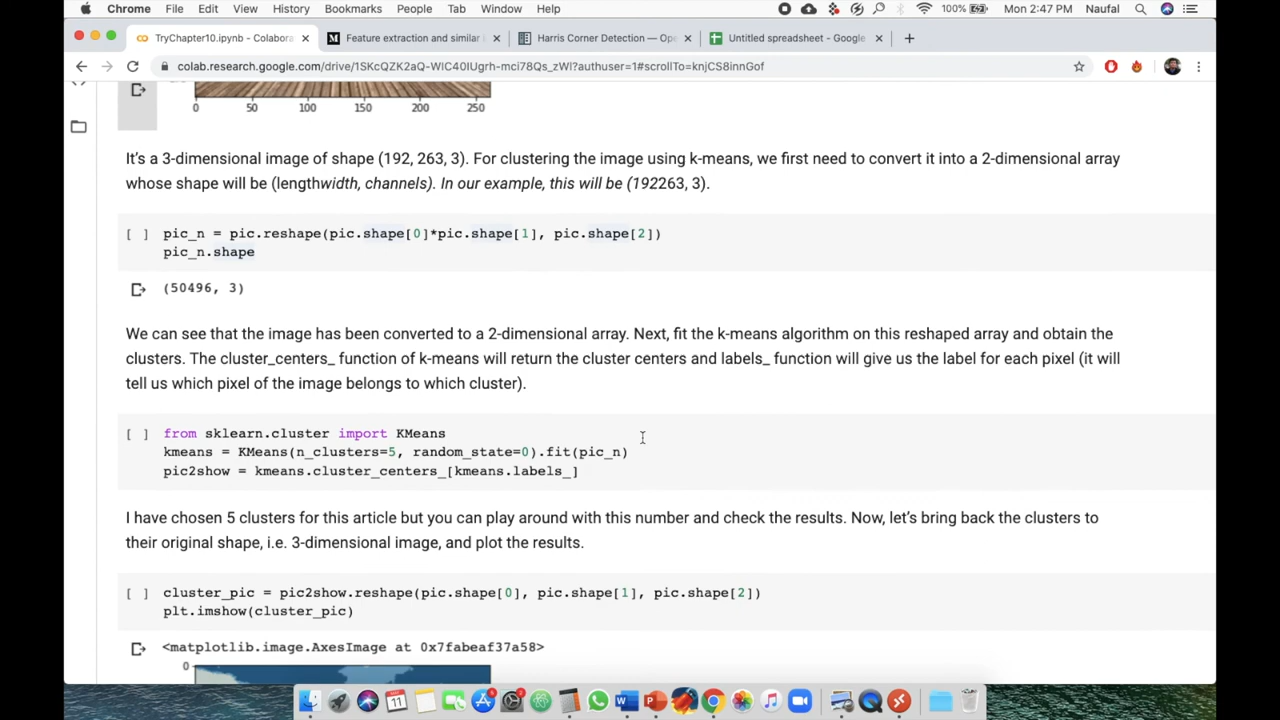 Chrome File Edit View History Bookmarks People Tab Window Help 100% Mon 2:47 PM Naufal
TryChapter10.ipynb - Colabora × Feature extraction and similar i × Harris Corner Detection — Ope × Untitled spreadsheet - Google ×
colab.research.google.com/drive/1SKcQZK2aQ-WIC40IUgrh-mci78Qs_zWl?authuser=1#scrollTo=knjCS8innGof
0 50 100 150 200 250
It's a 3-dimensional image of shape (192, 263, 3). For clustering the image using k-means, we first need to convert it into a 2-dimensional array
whose shape will be (lengthwidth, channels). In our example, this will be (192263, 3).
[ ] pic_n = pic.reshape(pic.shape[0]*pic.shape[1], pic.shape[2])
pic_n.shape
(50496, 3)
We can see that the image has been converted to a 2-dimensional array. Next, fit the k-means algorithm on this reshaped array and obtain the
clusters. The cluster_centers_ function of k-means will return the cluster centers and labels_ function will give us the label for each pixel (it will
tell us which pixel of the image belongs to which cluster).
[ ] from sklearn.cluster import KMeans
kmeans = KMeans(n_clusters=5, random_state=0).fit(pic_n)
pic2show = kmeans.cluster_centers_[kmeans.labels_]
I have chosen 5 clusters for this article but you can play around with this number and check the results. Now, let's bring back the clusters to
their original shape, i.e. 3-dimensional image, and plot the results.
[ ] cluster_pic = pic2show.reshape(pic.shape[0], pic.shape[1], pic.shape[2])
plt.imshow(cluster_pic)
<matplotlib.image.AxesImage at 0x7fabeaf37a58>
0